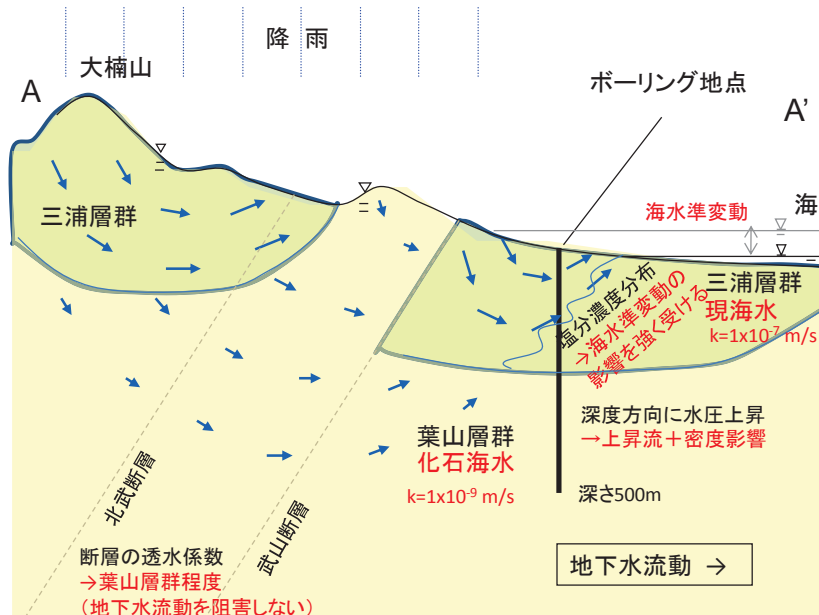 降 雨
大楠山
A
ボーリング地点
A'
海水準変動
海
三浦層群
塩分濃度分布
→海水準変動の
影響を強く受ける
三浦層群
現海水
k=1x10⁻⁷ m/s
葉山層群
化石海水
k=1x10⁻⁹ m/s
深度方向に水圧上昇
→上昇流＋密度影響
深さ500m
北武断層
武山断層
断層の透水係数
→葉山層群程度
（地下水流動を阻害しない）
地下水流動 →